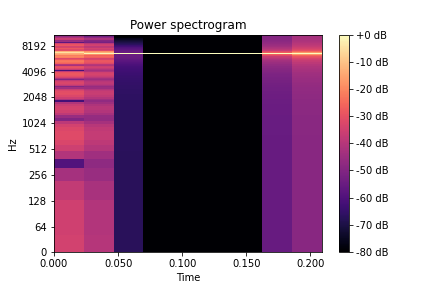 Power spectrogram
+0 dB
8192
-10 dB
4096
-20 dB
2048
-30 dB
1024
-40 dB
Hz
512
-50 dB
256
-60 dB
128
64
-70 dB
0
-80 dB
0.000 0.050 0.100 0.150 0.200
Time